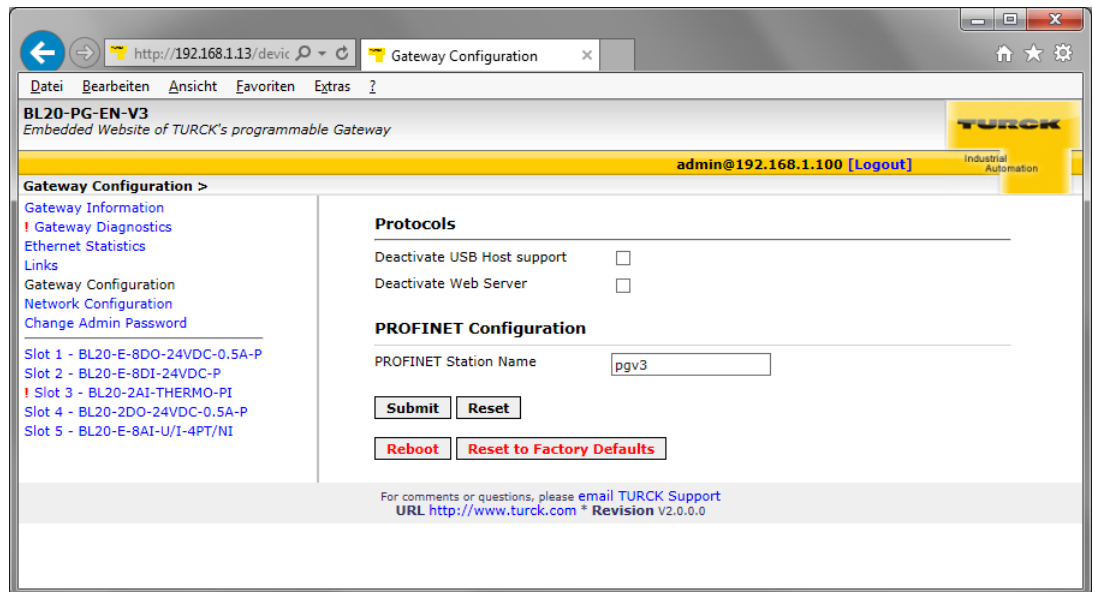 http://192.168.1.13/devic
Gateway Configuration
Datei Bearbeiten Ansicht Favoriten Extras ?
BL20-PG-EN-V3
Embedded Website of TURCK's programmable Gateway
TURCK
Industrial
Automation
admin@192.168.1.100 [Logout]
Gateway Configuration >
Gateway Information
! Gateway Diagnostics
Ethernet Statistics
Links
Gateway Configuration
Network Configuration
Change Admin Password
Slot 1 - BL20-E-8DO-24VDC-0.5A-P
Slot 2 - BL20-E-8DI-24VDC-P
! Slot 3 - BL20-2AI-THERMO-PI
Slot 4 - BL20-2DO-24VDC-0.5A-P
Slot 5 - BL20-E-8AI-U/I-4PT/NI
Protocols
Deactivate USB Host support
Deactivate Web Server
PROFINET Configuration
PROFINET Station Name pgv3
Submit Reset
Reboot Reset to Factory Defaults
For comments or questions, please email TURCK Support
URL http://www.turck.com * Revision V2.0.0.0